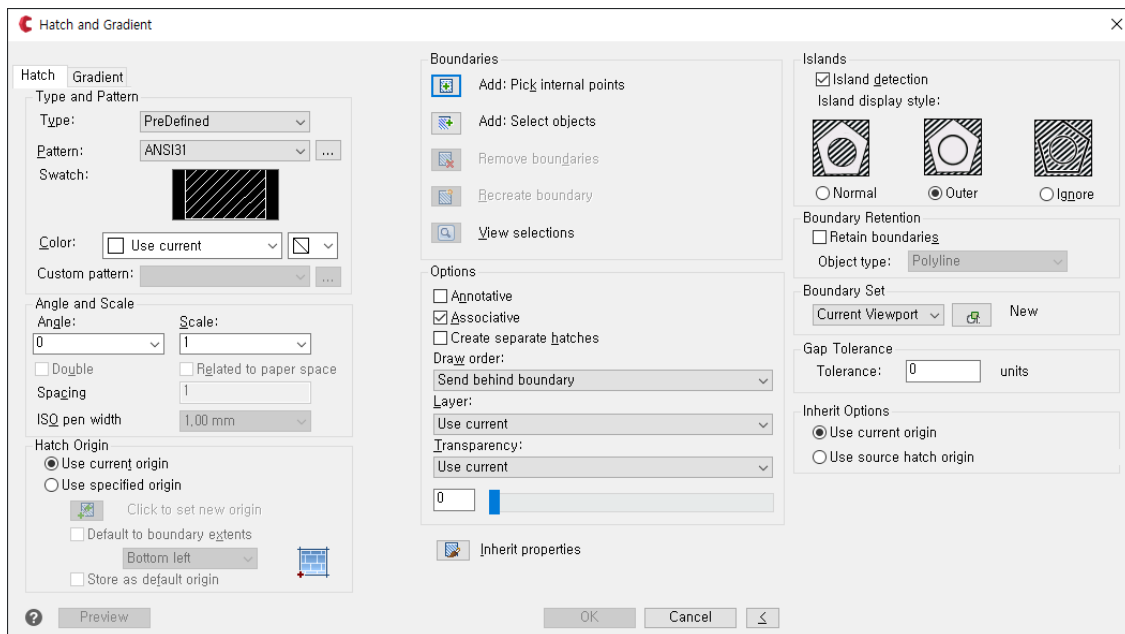 Hatch and Gradient
Hatch
Gradient
Type and Pattern
Type:
PreDefined
Pattern:
ANSI31
...
Swatch:
Color:
Use current
Custom pattern:
...
Angle and Scale
Angle:
Scale:
0
1
Double
Related to paper space
Spacing
1
ISO pen width
1,00 mm
Hatch Origin
Use current origin
Use specified origin
Click to set new origin
Default to boundary extents
Bottom left
Store as default origin
Preview
Boundaries
Add: Pick internal points
Add: Select objects
Remove boundaries
Recreate boundary
View selections
Options
Annotative
Associative
Create separate hatches
Draw order:
Send behind boundary
Layer:
Use current
Transparency:
Use current
0
Inherit properties
OK
Cancel
<
Islands
Island detection
Island display style:
Normal
Outer
Ignore
Boundary Retention
Retain boundaries
Object type:
Polyline
Boundary Set
Current Viewport
New
Gap Tolerance
Tolerance:
0
units
Inherit Options
Use current origin
Use source hatch origin